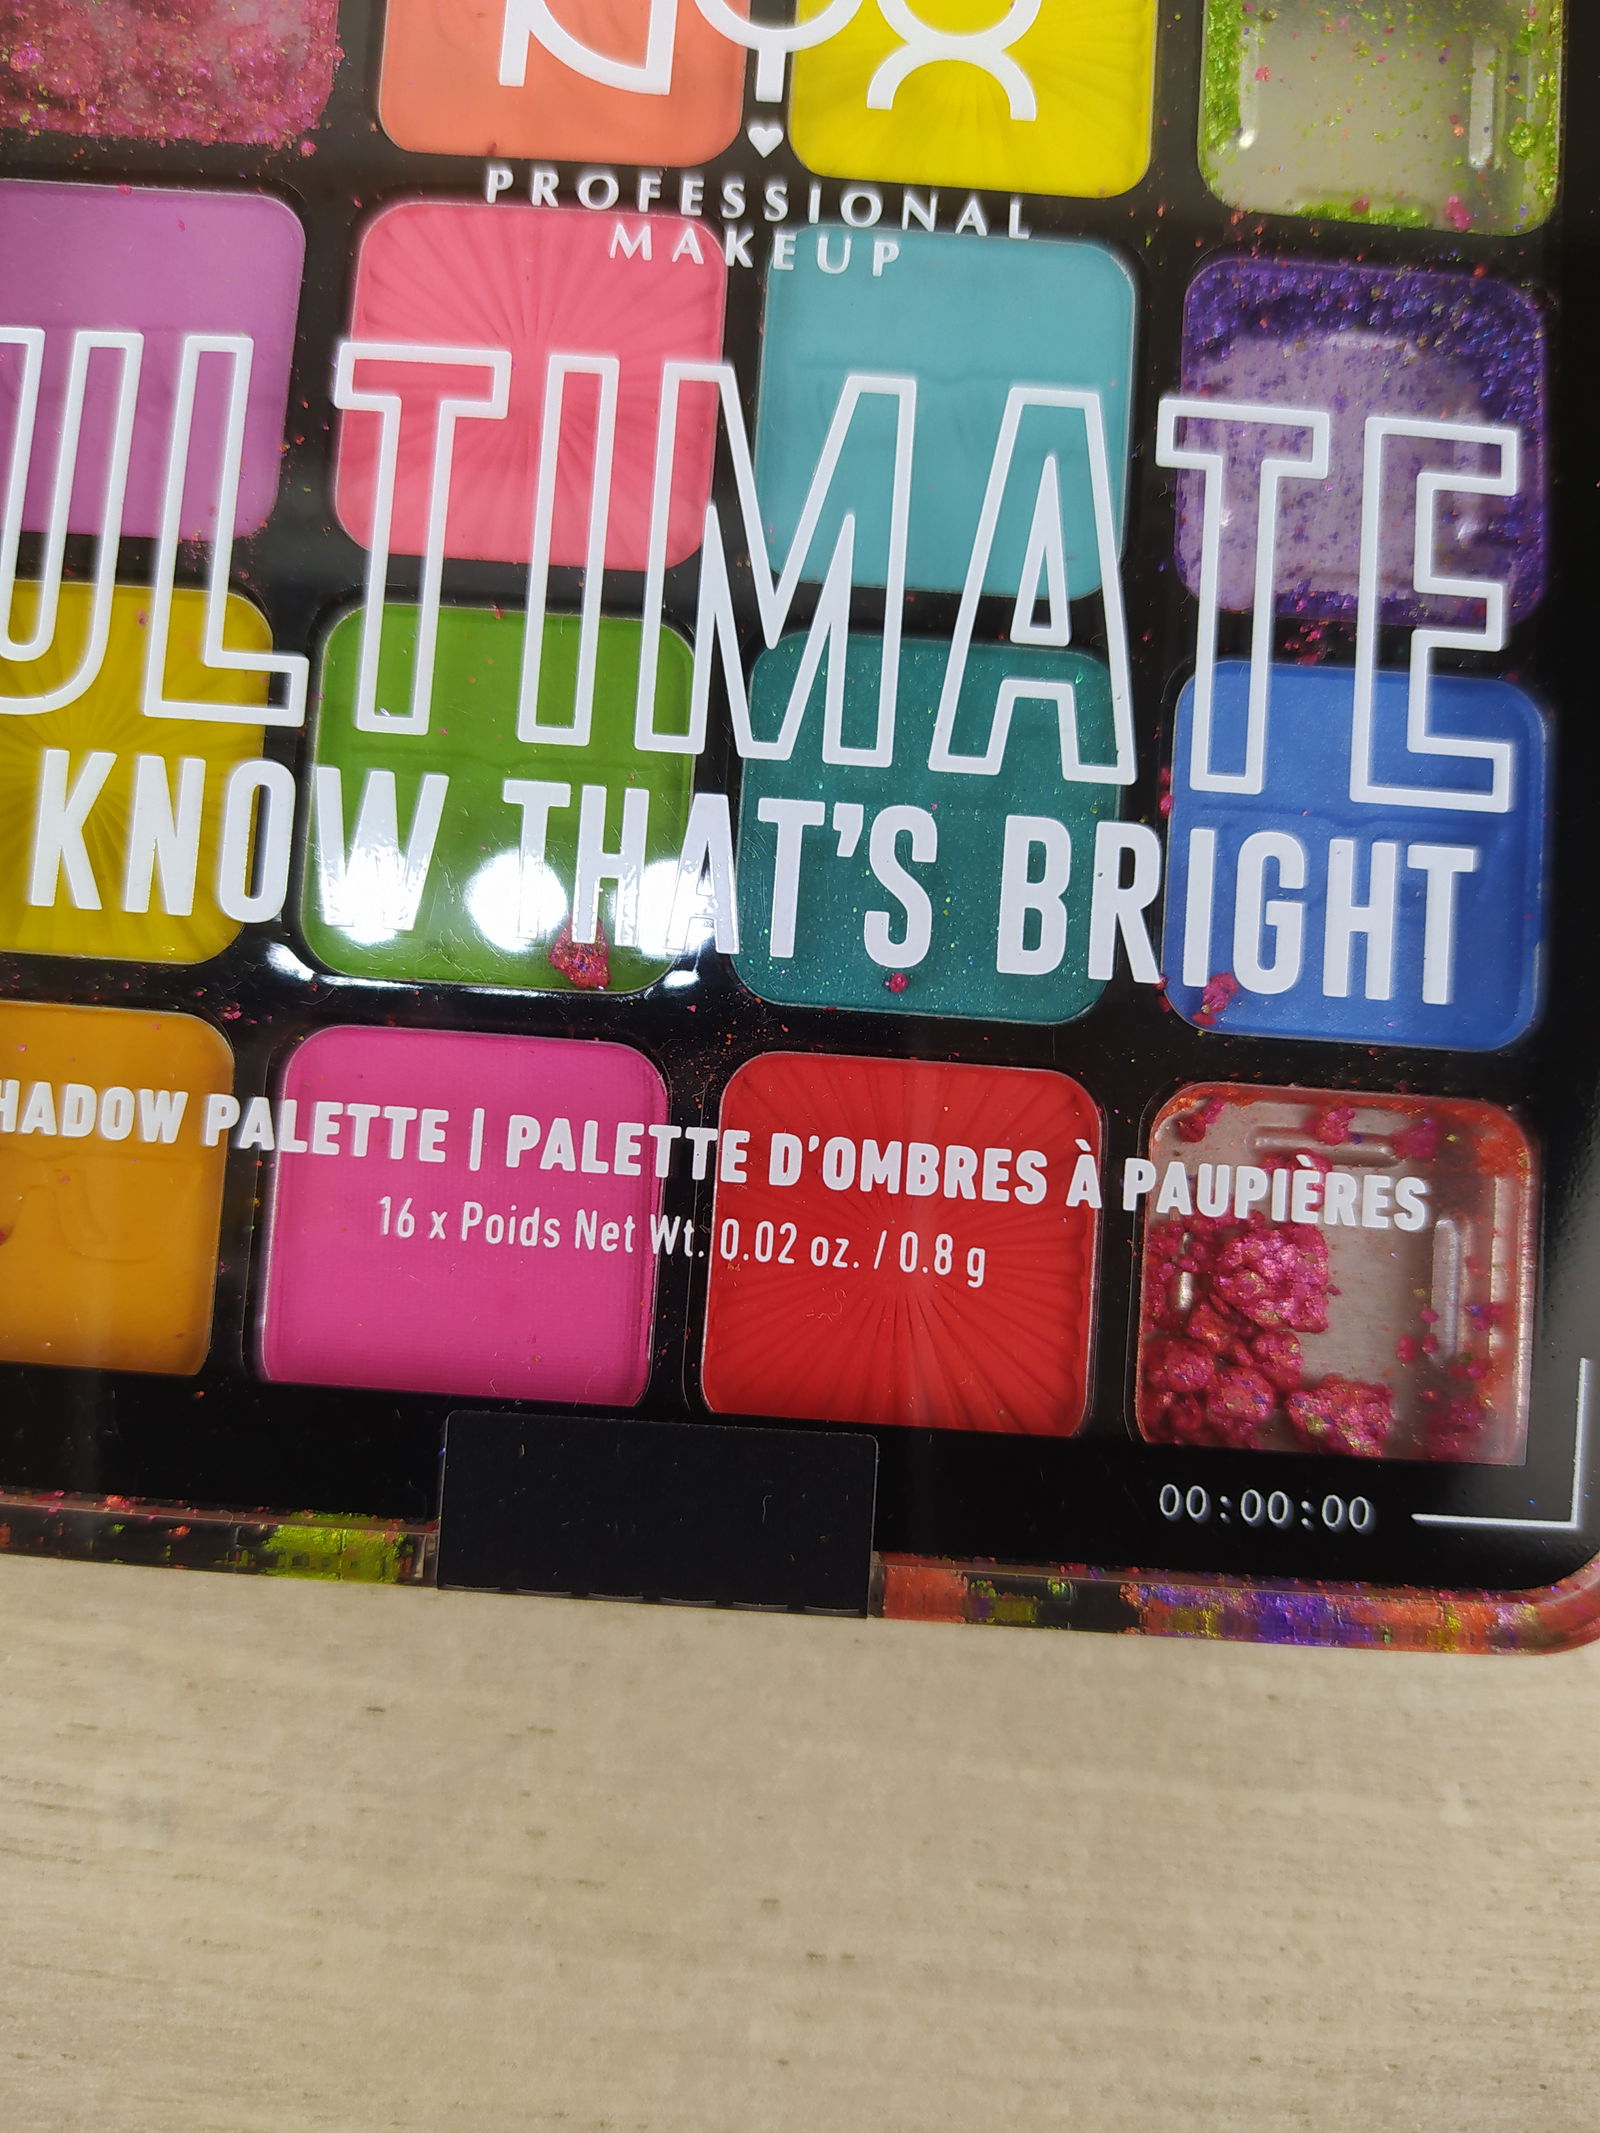 NYX
PROFESSIONAL
MAKEUP
ULTIMATE
KNOW THAT'S BRIGHT
HADOW PALETTE | PALETTE D'OMBRES À PAUPIÈRES
16 x Poids Net Wt. 0.02 oz. / 0.8 g
00:00:00